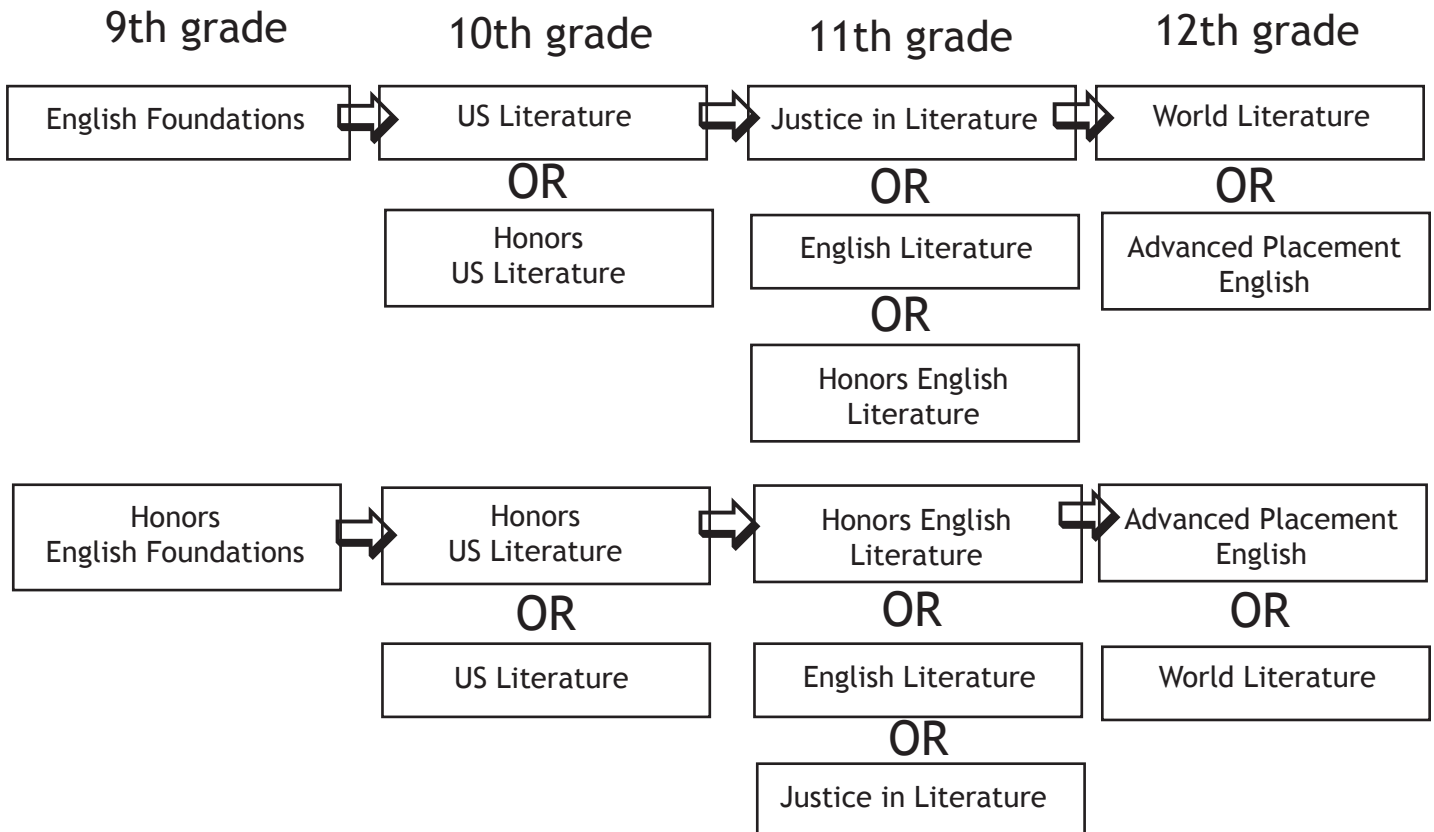 9th grade
10th grade
11th grade
12th grade
English Foundations
US Literature
Justice in Literature
World Literature
OR
OR
OR
Honors
US Literature
English Literature
Advanced Placement
English
OR
Honors English
Literature
Honors
English Foundations
Honors
US Literature
Honors English
Literature
Advanced Placement
English
OR
OR
OR
US Literature
English Literature
World Literature
OR
Justice in Literature